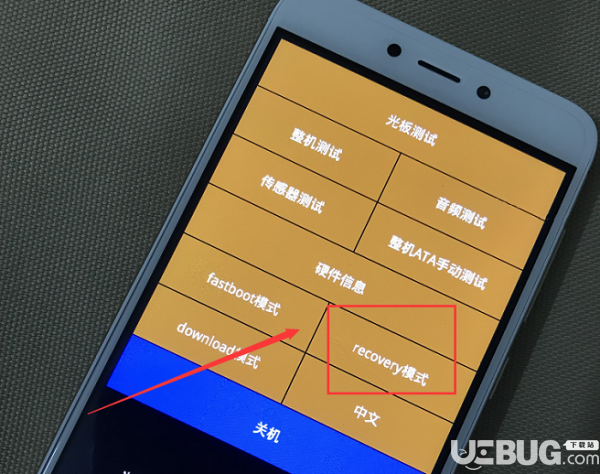 光板测试
整机测试
音频测试
传感器测试
整机ATA手动测试
硬件信息
fastboot模式
recovery模式
download模式
中文
关机
UEBUG
下载站
.com